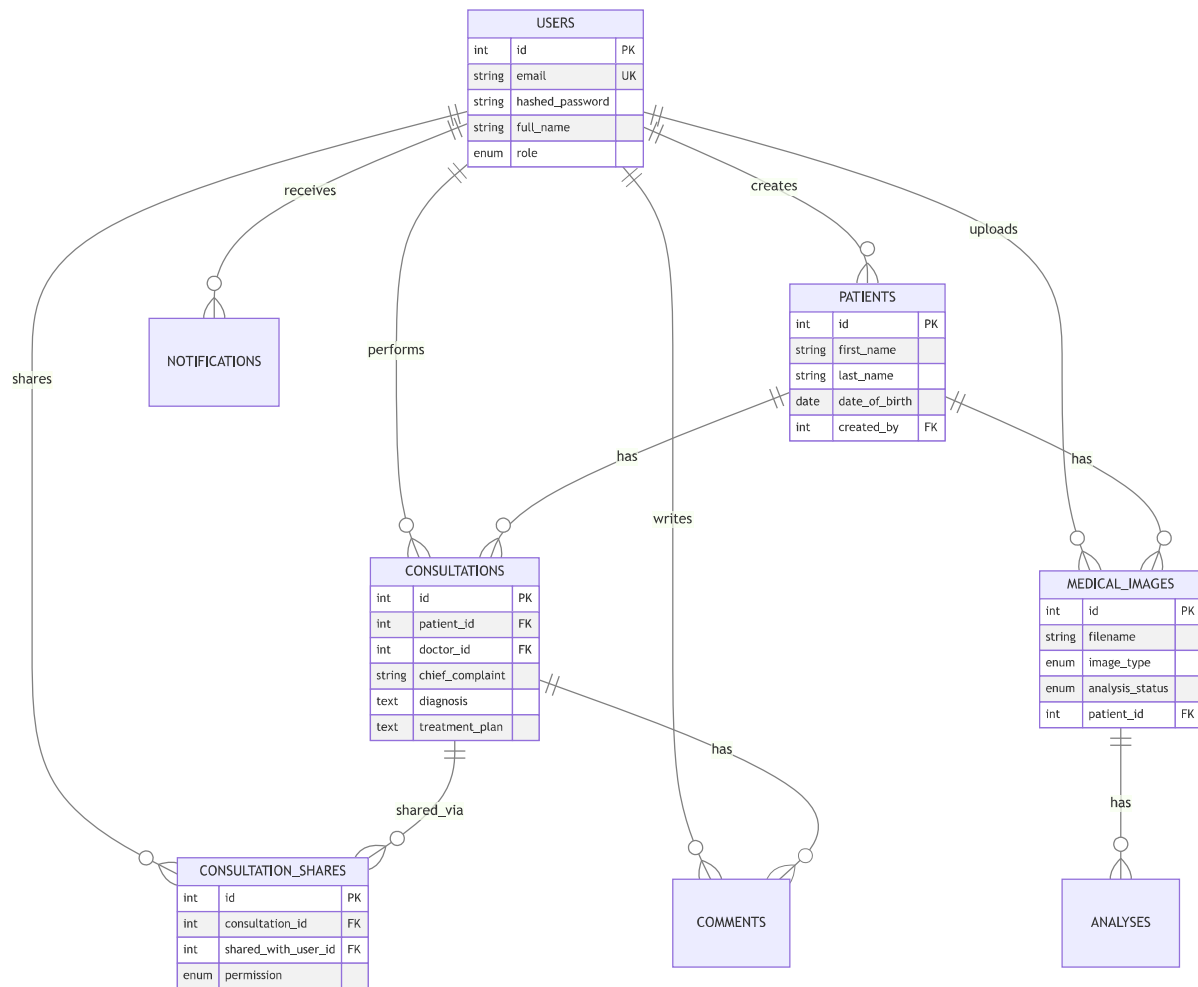 USERS
int id PK
string email UK
string hashed_password
string full_name
enum role
receives
creates
uploads
PATIENTS
int id PK
string first_name
string last_name
date date_of_birth
int created_by FK
NOTIFICATIONS
performs
shares
has
has
writes
CONSULTATIONS
int id PK
int patient_id FK
int doctor_id FK
string chief_complaint
text diagnosis
text treatment_plan
MEDICAL_IMAGES
int id PK
string filename
enum image_type
enum analysis_status
int patient_id FK
has
shared_via
has
CONSULTATION_SHARES
int id PK
int consultation_id FK
int shared_with_user_id FK
enum permission
COMMENTS
ANALYSES